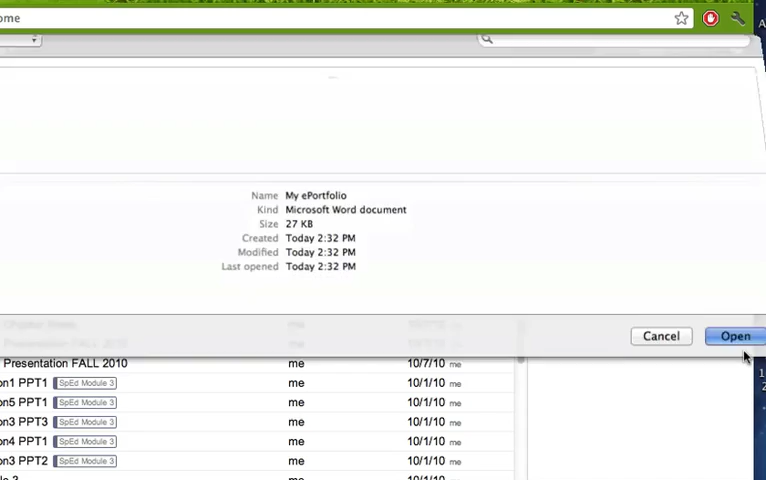 ome
A
Name My ePortfolio
Kind Microsoft Word document
Size 27 KB
Created Today 2:32 PM
Modified Today 2:32 PM
Last opened Today 2:32 PM
Cancel Open
Presentation FALL 2010 me 10/7/10 me
on1 PPT1 SpEd Module 3 me 10/1/10 me
on5 PPT1 SpEd Module 3 me 10/1/10 me
on3 PPT3 SpEd Module 3 me 10/1/10 me
on4 PPT1 SpEd Module 3 me 10/1/10 me
on3 PPT2 SpEd Module 3 me 10/1/10 me